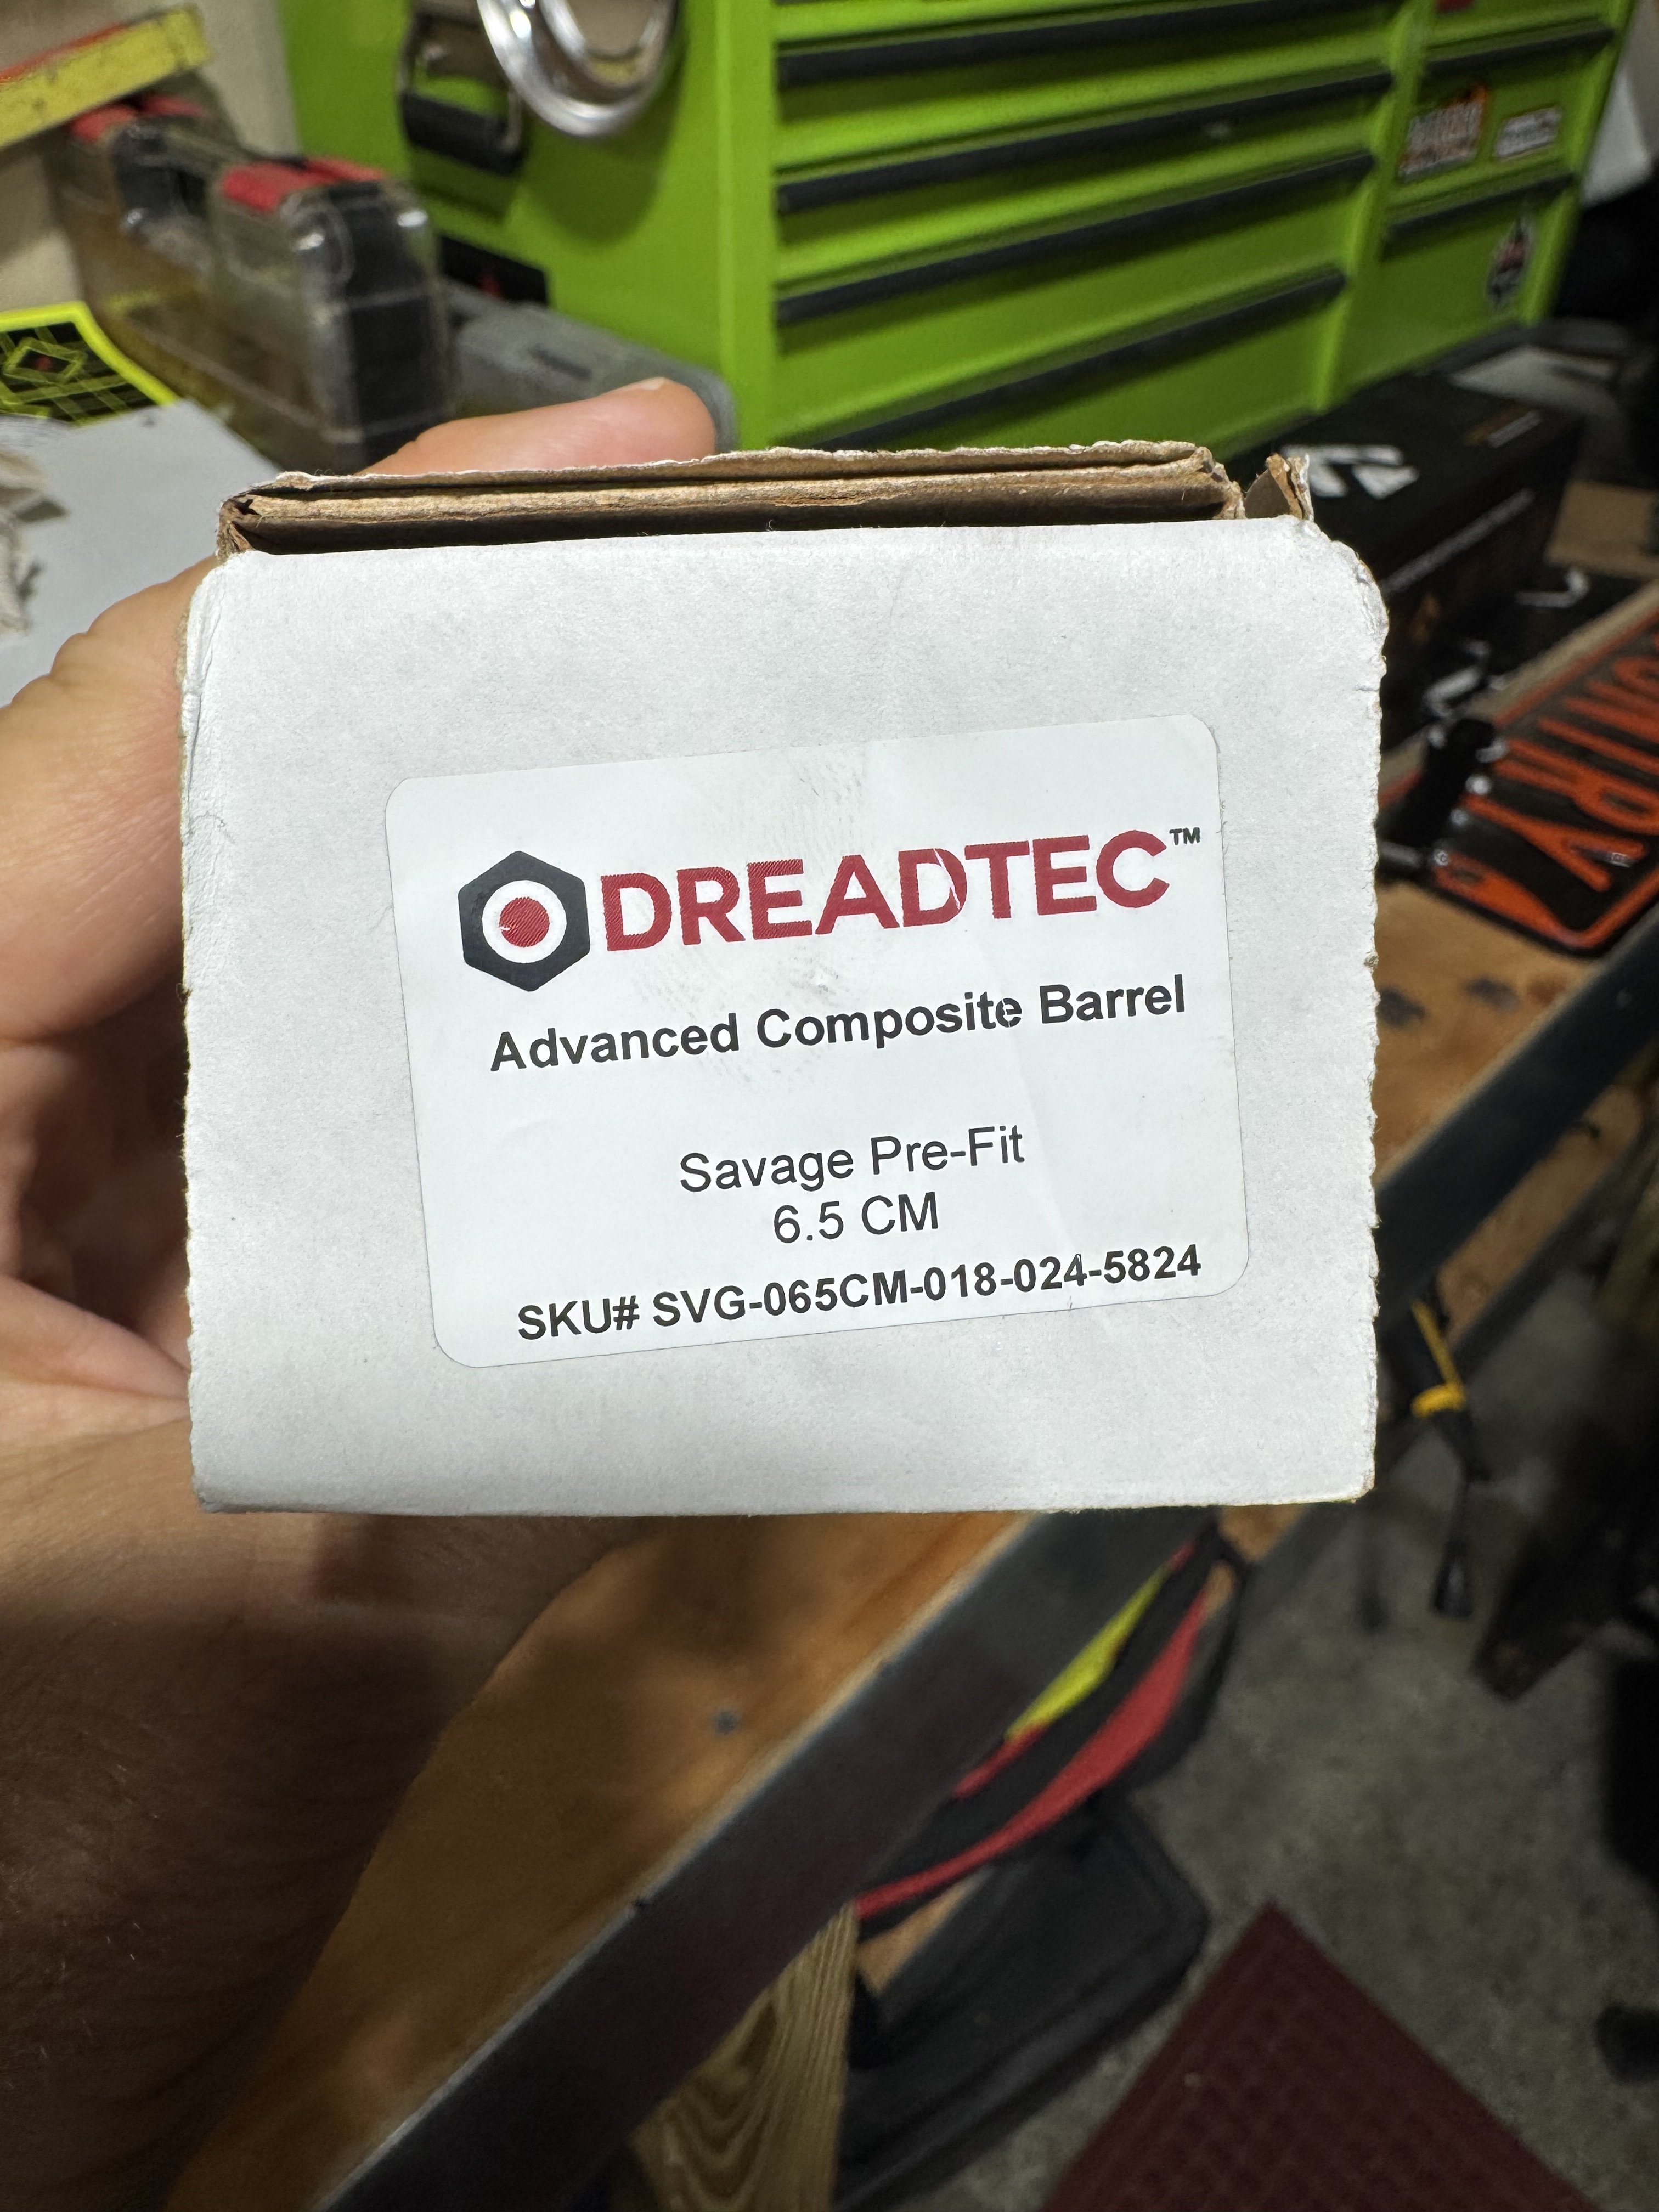 DREADTEC™
Advanced Composite Barrel
Savage Pre-Fit
6.5 CM
SKU# SVG-065CM-018-024-5824